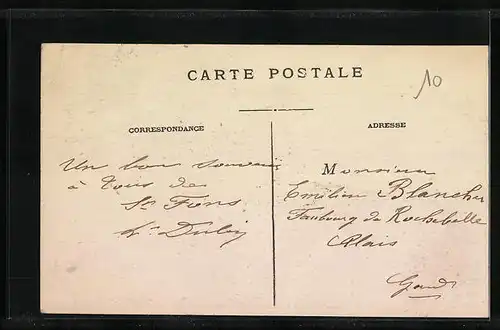 CARTE POSTALE
10
CORRESPONDANCE
ADRESSE
Un bon souvenir
à tous de
St Fons
Monsieur
Emilien Blancher
Faubourg de Rochebelle
Alais
Gard